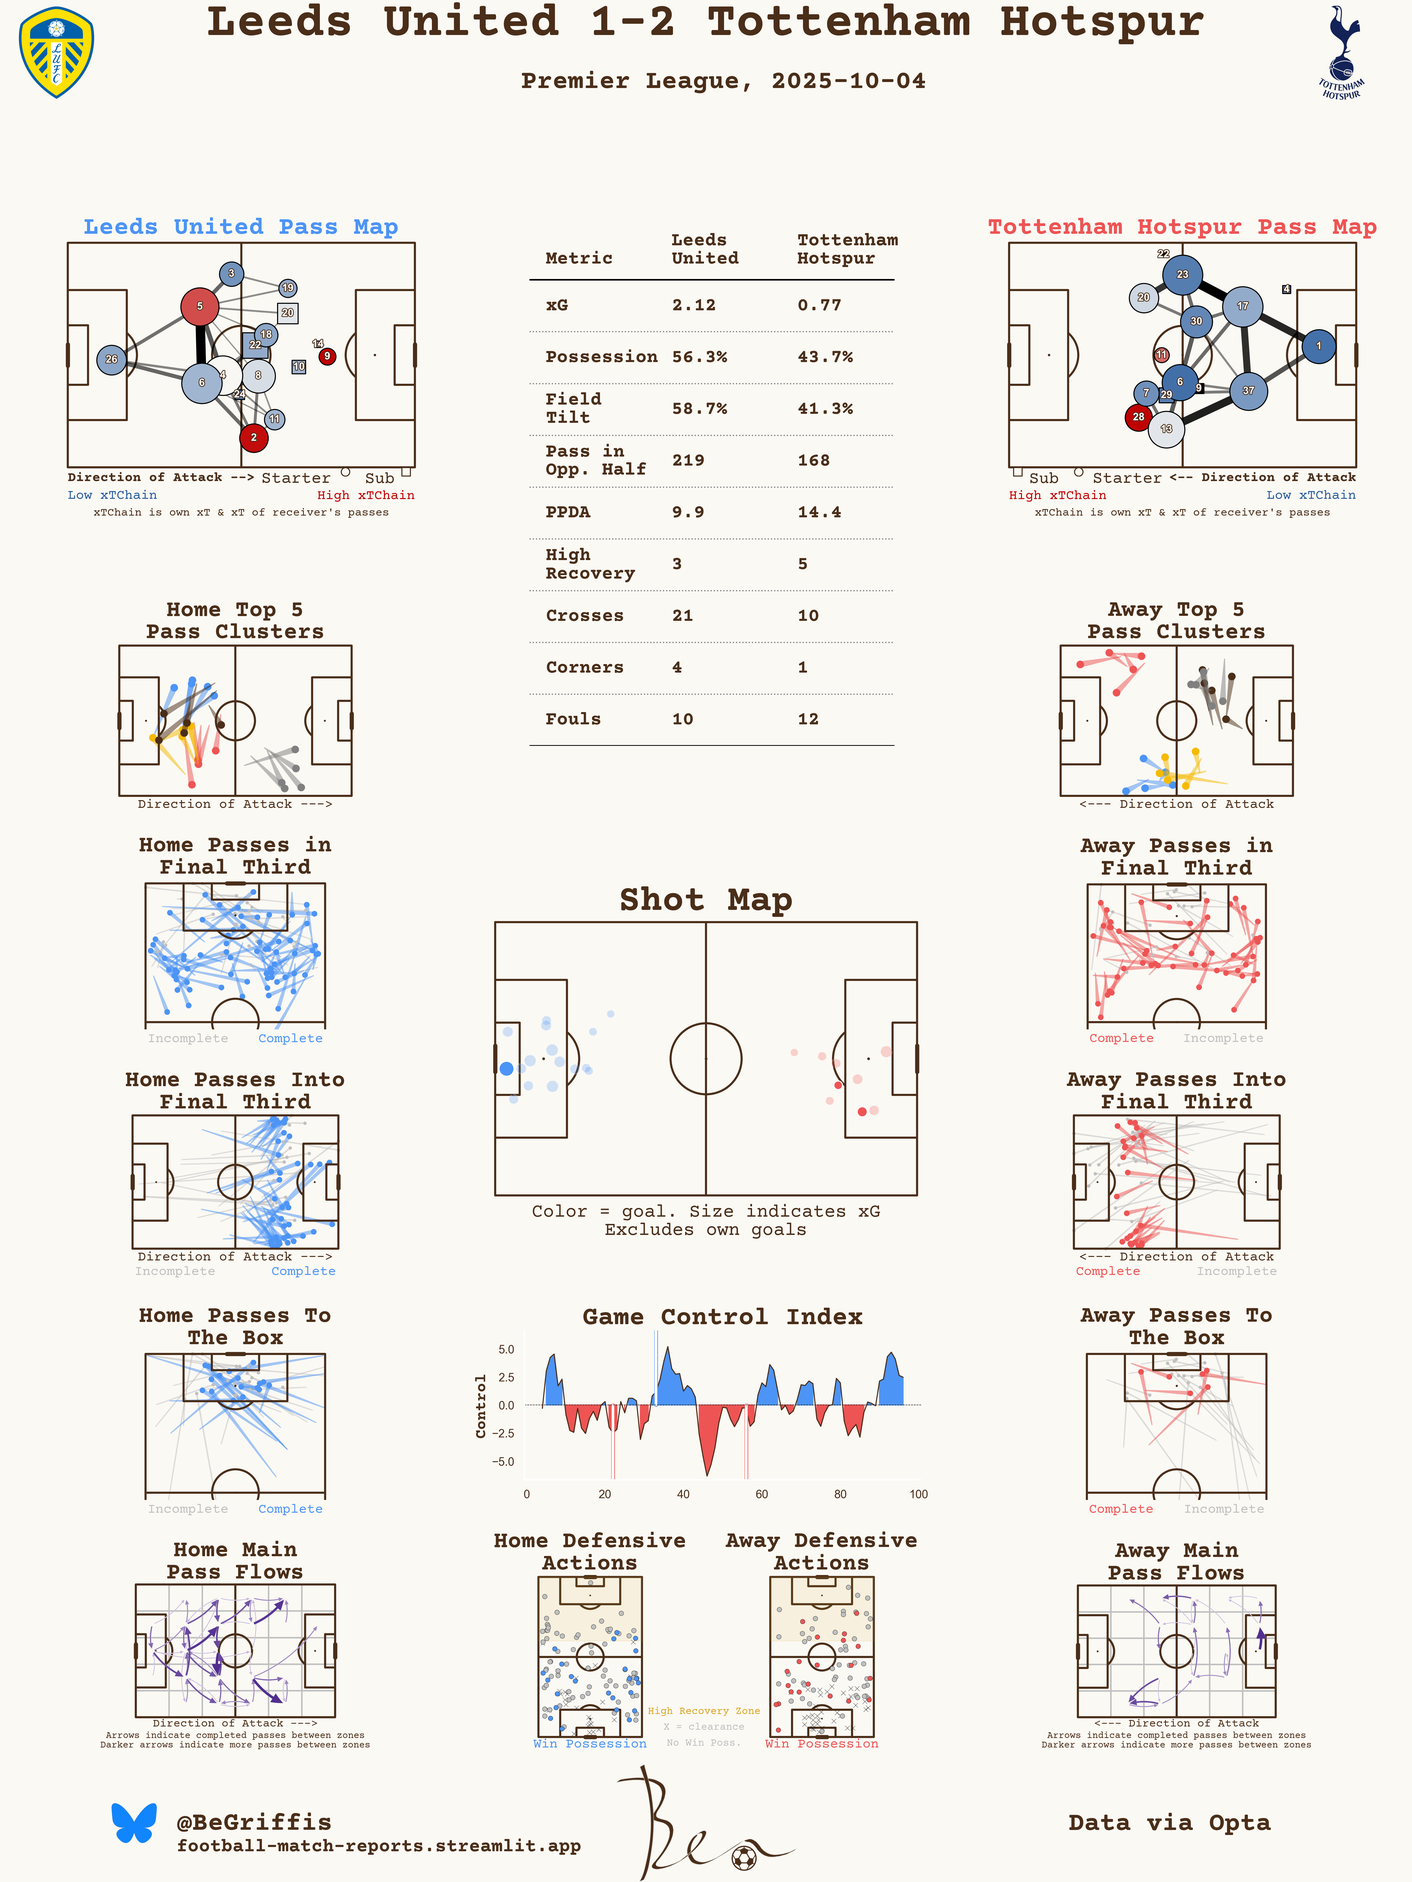 Leeds United 1-2 Tottenham Hotspur
Premier League, 2025-10-04
LUFC
TOTTENHAM
HOTSPUR
Leeds United Pass Map
3
19
5
20
18
22
14
9
26
10
4
8
6
24
11
2
Direction of Attack --> Starter Sub
Low xTChain High xTChain
xTChain is own xT & xT of receiver's passes
Metric Leeds United Tottenham Hotspur
xG 2.12 0.77
Possession 56.3% 43.7%
Field Tilt 58.7% 41.3%
Pass in Opp. Half 219 168
PPDA 9.9 14.4
High Recovery 3 5
Crosses 21 10
Corners 4 1
Fouls 10 12
Tottenham Hotspur Pass Map
22
23
4
20
17
30
1
11
6
9
7
29
37
28
13
Sub Starter <-- Direction of Attack
High xTChain Low xTChain
xTChain is own xT & xT of receiver's passes
Home Top 5
Pass Clusters
Direction of Attack --->
Away Top 5
Pass Clusters
<--- Direction of Attack
Home Passes in
Final Third
Incomplete Complete
Away Passes in
Final Third
Complete Incomplete
Shot Map
Color = goal. Size indicates xG
Excludes own goals
Home Passes Into
Final Third
Direction of Attack --->
Incomplete Complete
Away Passes Into
Final Third
<--- Direction of Attack
Complete Incomplete
Home Passes To
The Box
Incomplete Complete
Game Control Index
Control
5.0
2.5
0.0
−2.5
−5.0
0 20 40 60 80 100
Away Passes To
The Box
Complete Incomplete
Home Main
Pass Flows
Direction of Attack --->
Arrows indicate completed passes between zones
Darker arrows indicate more passes between zones
Home Defensive
Actions
Win Possession
Away Defensive
Actions
Win Possession
High Recovery Zone
X = clearance
No Win Poss.
Away Main
Pass Flows
<--- Direction of Attack
Arrows indicate completed passes between zones
Darker arrows indicate more passes between zones
@BeGriffis
football-match-reports.streamlit.app
Ben
Data via Opta